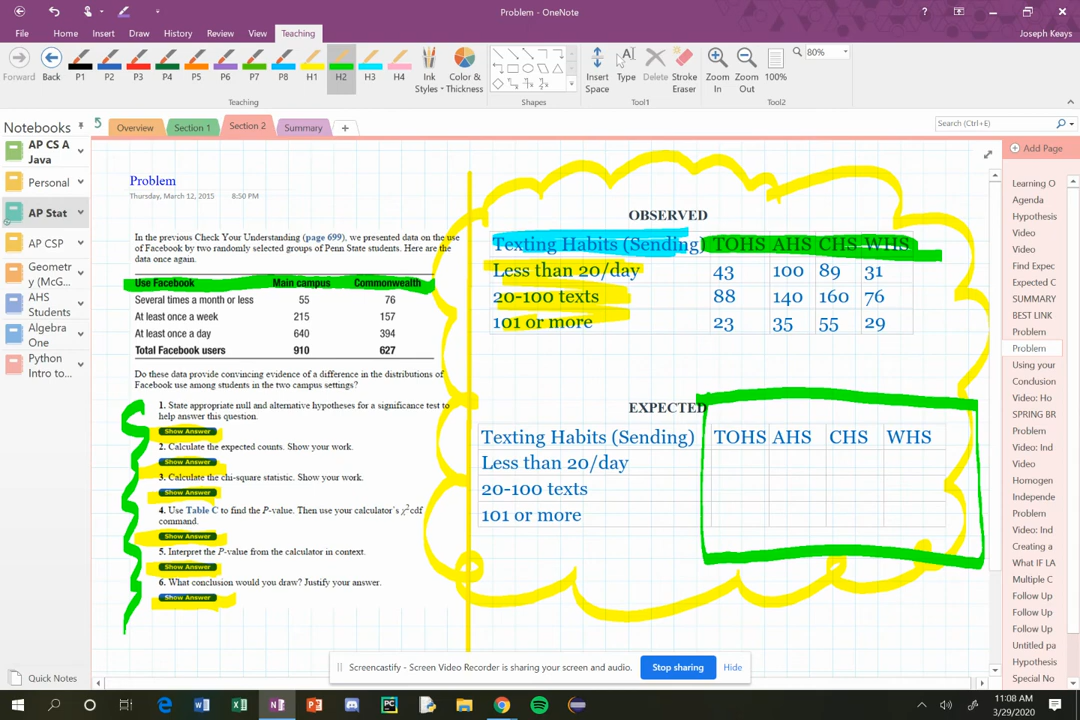 Problem - OneNote
Joseph Keays
File Home Insert Draw History Review View Teaching
Forward Back P1 P2 P3 P4 P5 P6 P7 P8 H1 H2 H3 H4 Ink Styles Color & Thickness Insert Space Type Delete Stroke Eraser Zoom In Zoom Out 100% 80%
Teaching Shapes Tool1 Tool2
Notebooks
Overview Section 1 Section 2 Summary
Search (Ctrl+E)
AP CS A
Java
Personal
AP Stat
AP CSP
Geometr
y (McG...
AHS
Students
Algebra
One
Python
Intro to...
Quick Notes
Problem
Thursday, March 12, 2015 8:50 PM
In the previous Check Your Understanding (page 699), we presented data on the use
of Facebook by two randomly selected groups of Penn State students. Here are the
data once again.
Use Facebook Main campus Commonwealth
Several times a month or less 55 76
At least once a week 215 157
At least once a day 640 394
Total Facebook users 910 627
Do these data provide convincing evidence of a difference in the distributions of
Facebook use among students in the two campus settings?
1. State appropriate null and alternative hypotheses for a significance test to
help answer this question.
Show Answer
2. Calculate the expected counts. Show your work.
Show Answer
3. Calculate the chi-square statistic. Show your work.
Show Answer
4. Use Table C to find the P-value. Then use your calculator's χ²cdf
command.
Show Answer
5. Interpret the P-value from the calculator in context.
Show Answer
6. What conclusion would you draw? Justify your answer.
Show Answer
OBSERVED
Texting Habits (Sending) TOHS AHS CHS WHS
Less than 20/day 43 100 89 31
20-100 texts 88 140 160 76
101 or more 23 35 55 29
EXPECTED
Texting Habits (Sending) TOHS AHS CHS WHS
Less than 20/day
20-100 texts
101 or more
Add Page
Learning O
Agenda
Hypothesis
Video
Video
Find Expec
Expected C
SUMMARY
BEST LINK
Problem
Problem
Using your
Conclusion
Video: Ho
SPRING BR
Problem
Video: Ind
Video
Homogen
Independe
Problem
Video: Ind
Creating a
What IF LA
Multiple C
Follow Up
Follow Up
Follow Up
Untitled pa
Hypothesis
Special No
Screencastify - Screen Video Recorder is sharing your screen and audio. Stop sharing Hide
11:08 AM
3/29/2020